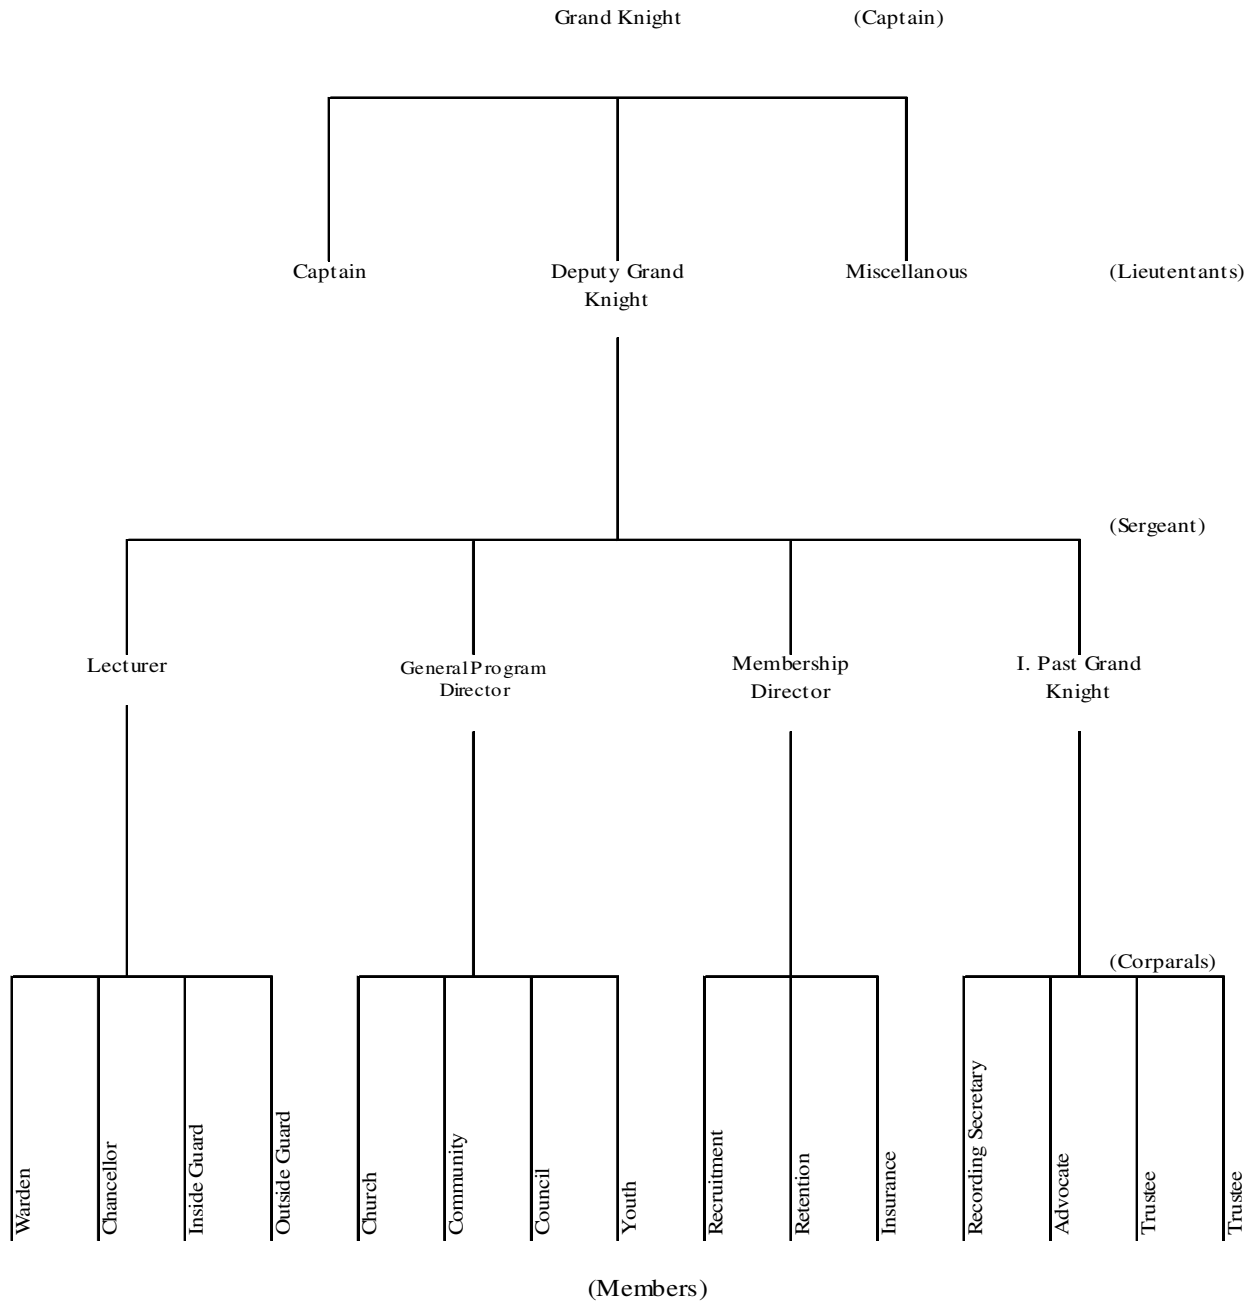 Grand Knight (Captain)
Captain
Deputy Grand
Knight
Miscellanous
(Lieutentants)
(Sergeant)
Lecturer
General Program
Director
Membership
Director
I. Past Grand
Knight
(Corparals)
Warden
Chancellor
Inside Guard
Outside Guard
Church
Community
Council
Youth
Recruitment
Retention
Insurance
Recording Secretary
Advocate
Trustee
Trustee
(Members)